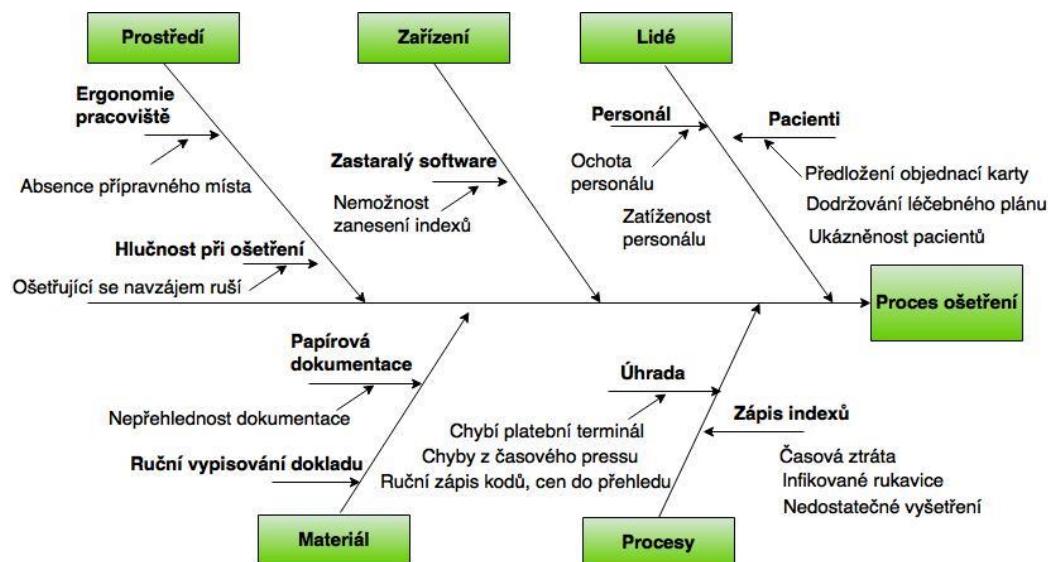 Prostředí
Zařízení
Lidé
Ergonomie
pracoviště
Absence přípravného místa
Hlučnost při ošetření
Ošetřující se navzájem ruší
Zastaralý software
Nemožnost
zanesení indexů
Personál
Ochota
personálu
Zatíženost
personálu
Pacienti
Předložení objednací karty
Dodržování léčebného plánu
Ukázněnost pacientů
Proces ošetření
Papírová
dokumentace
Nepřehlednost dokumentace
Ruční vypisování dokladu
Úhrada
Chybí platební terminál
Chyby z časového pressu
Ruční zápis kodů, cen do přehledu
Zápis indexů
Časová ztráta
Infikované rukavice
Nedostatečné vyšetření
Materiál
Procesy